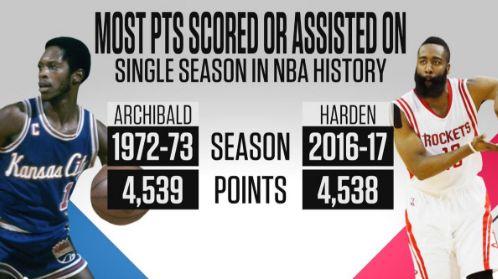 MOST PTS SCORED OR ASSISTED ON
SINGLE SEASON IN NBA HISTORY
ARCHIBALD HARDEN
1972-73 SEASON 2016-17
4,539 POINTS 4,538
C
Kansas City
1
ROCKETS